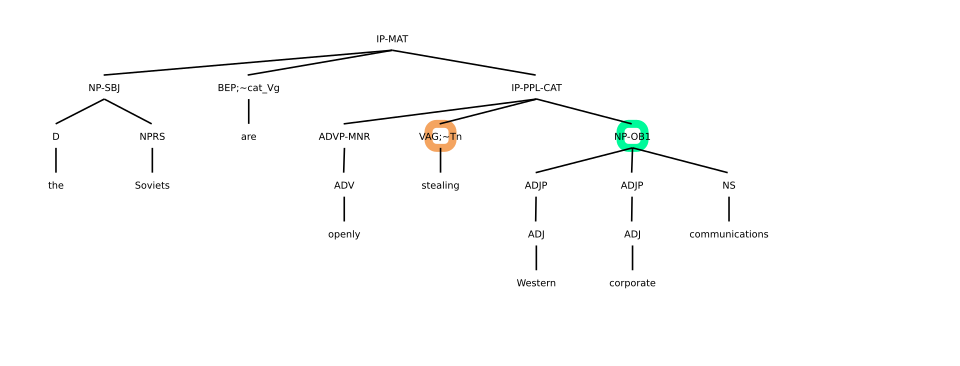 IP-MAT
NP-SBJ BEP;~cat_Vg IP-PPL-CAT
D NPRS are ADVP-MNR VAG;~Tn NP-OB1
the Soviets ADV stealing ADJP ADJP NS
openly ADJ ADJ communications
Western corporate